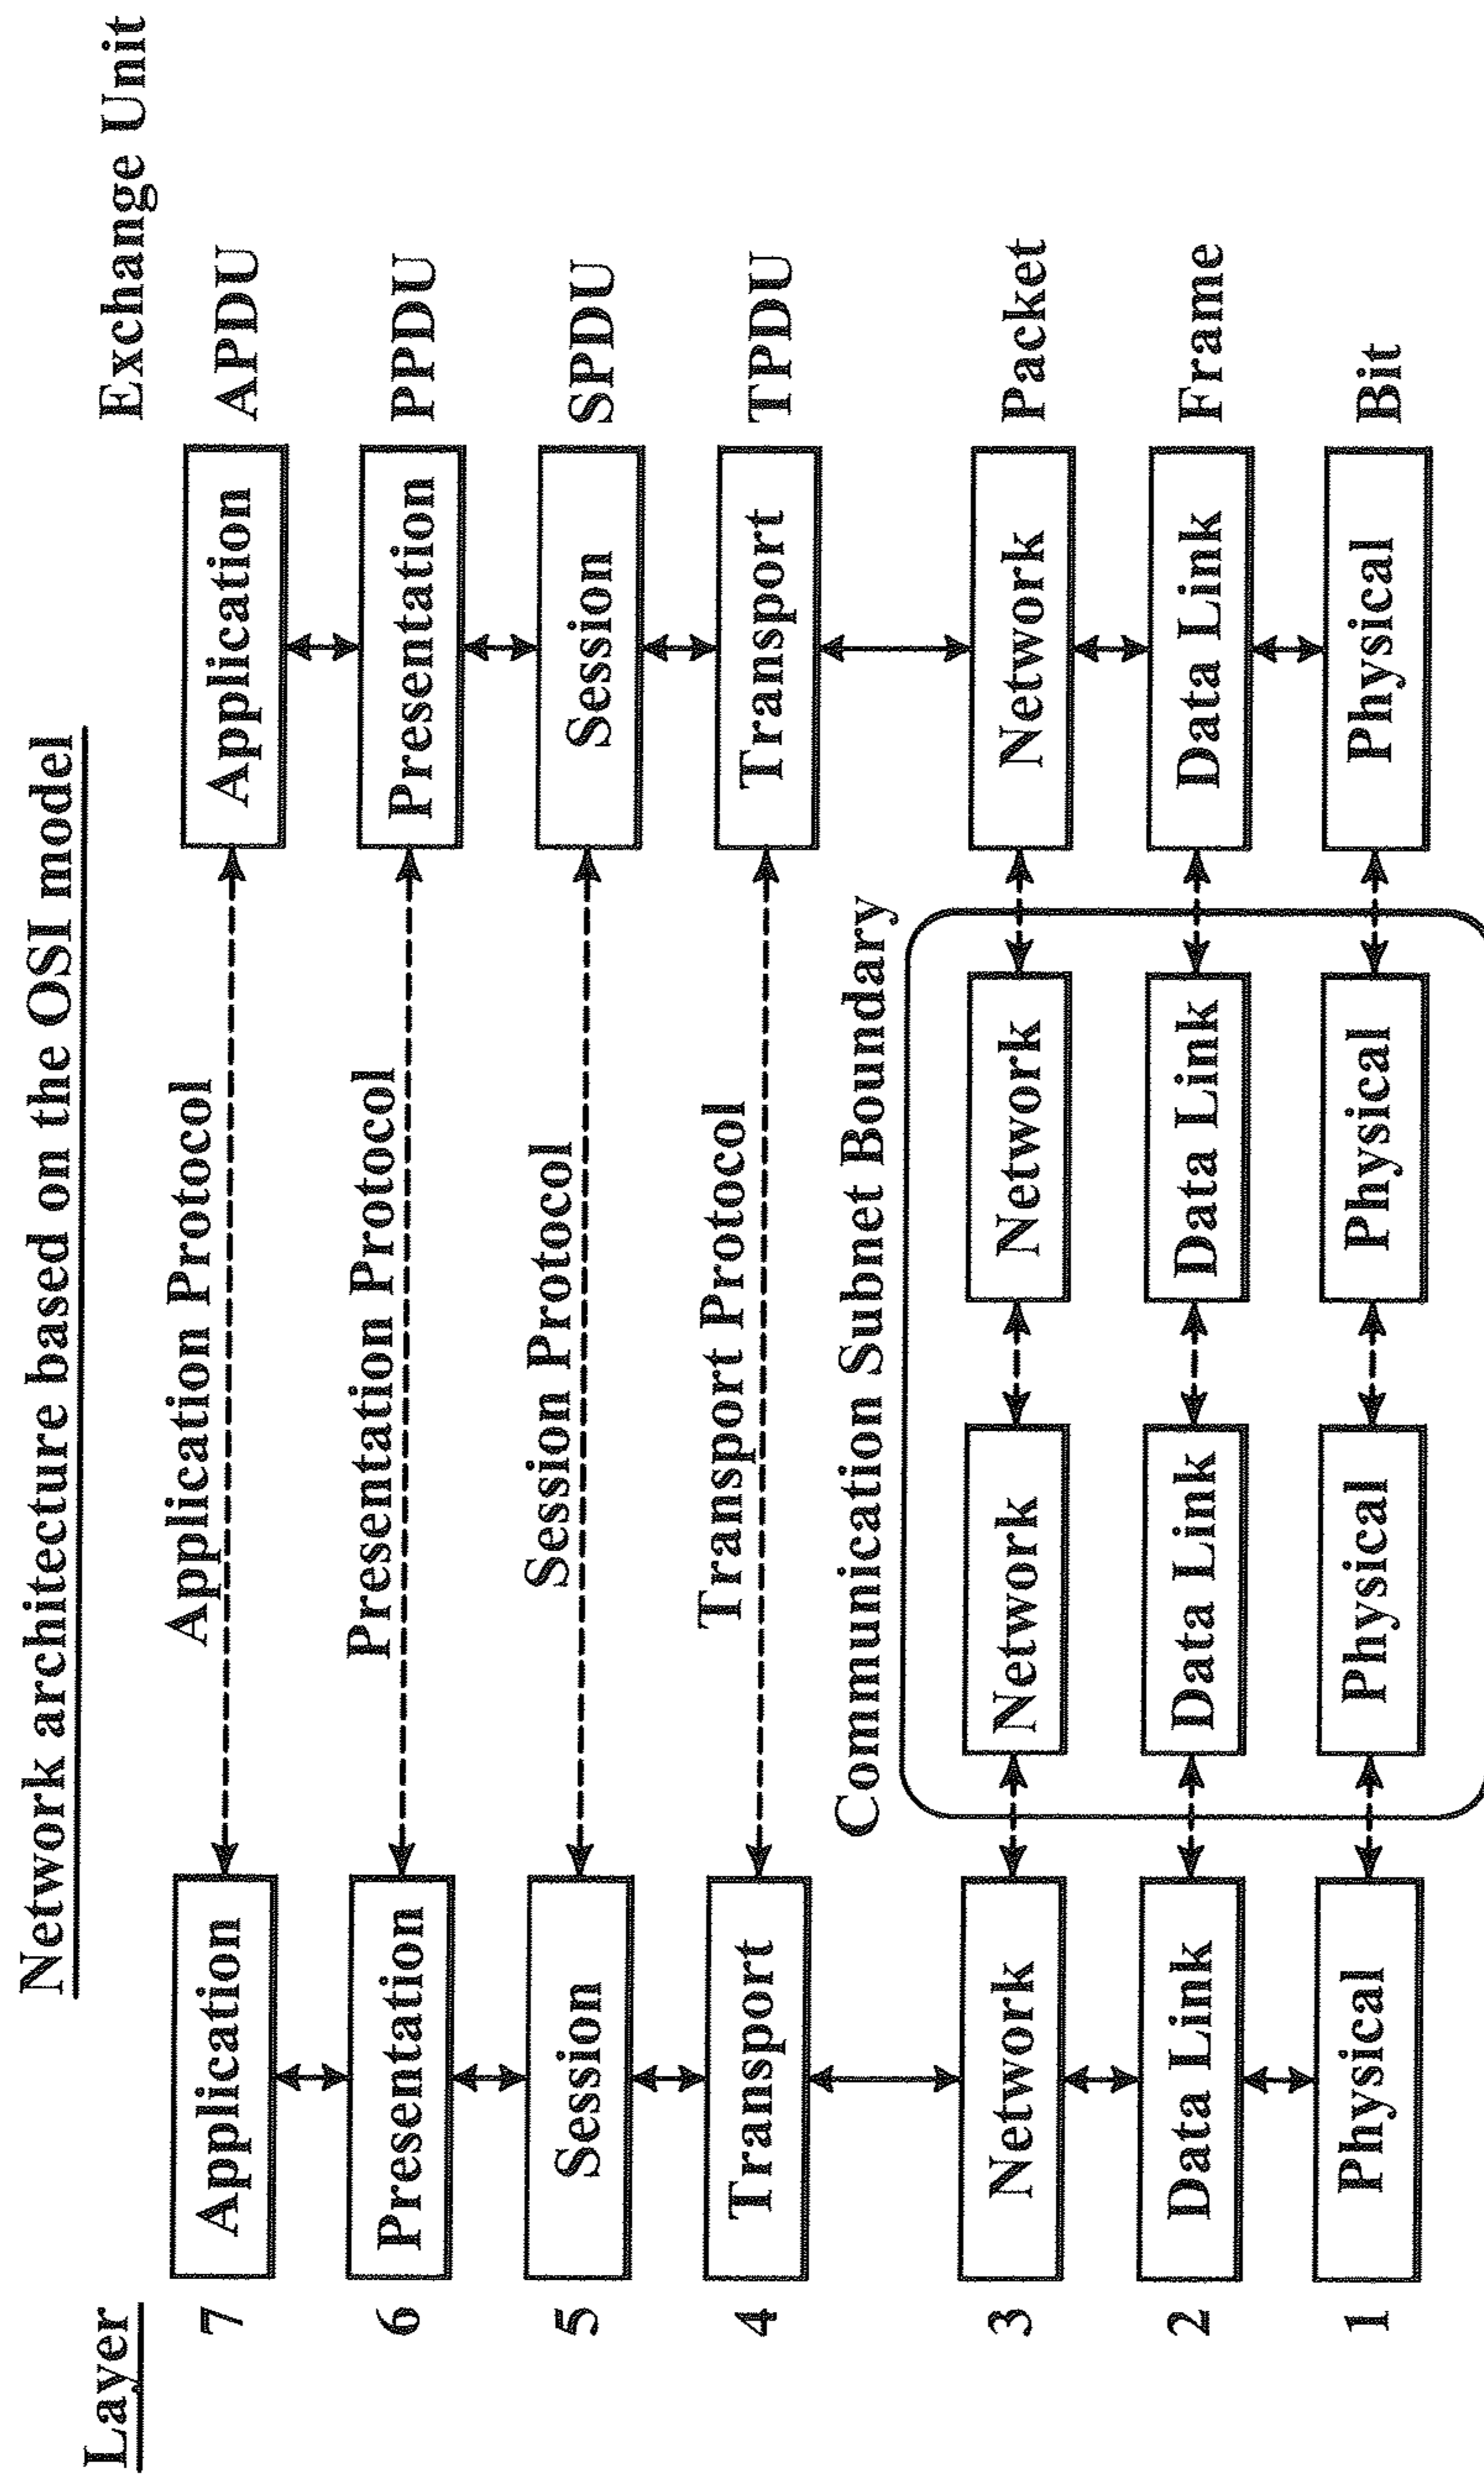 Network architecture based on the OSI model
Layer
Exchange Unit
7
Application
Application Protocol
Application
APDU
6
Presentation
Presentation Protocol
Presentation
PPDU
5
Session
Session Protocol
Session
SPDU
4
Transport
Transport Protocol
Transport
TPDU
Communication Subnet Boundary
3
Network
Network
Network
Network
Packet
2
Data Link
Data Link
Data Link
Data Link
Frame
1
Physical
Physical
Physical
Physical
Bit